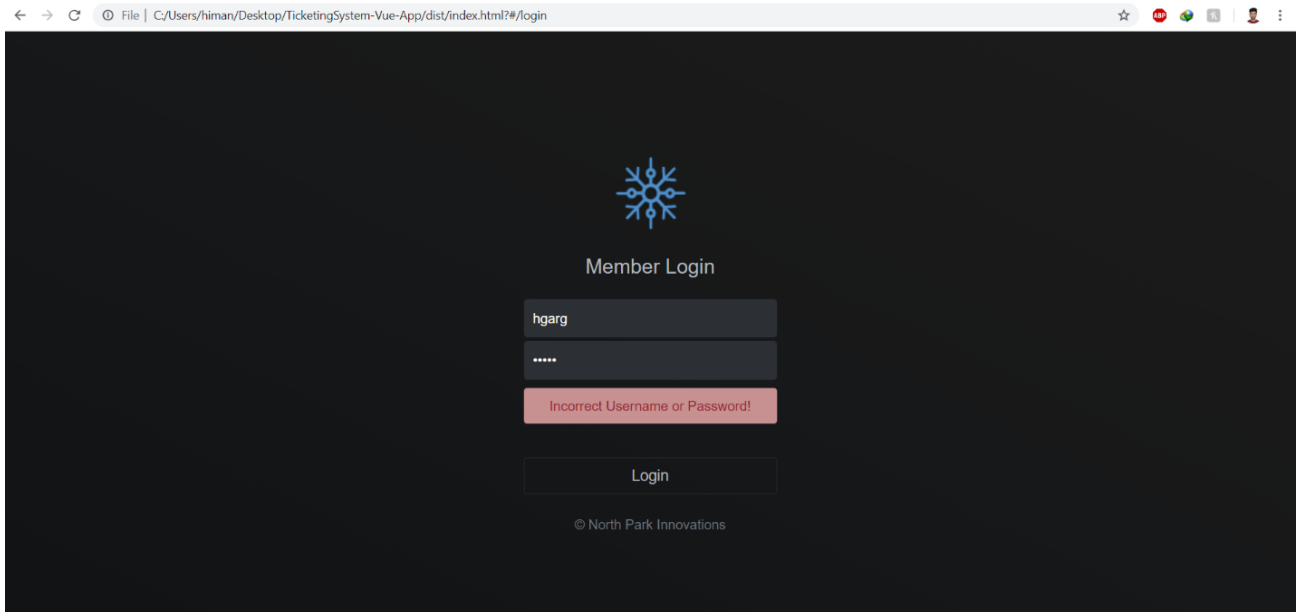 File | C:/Users/himan/Desktop/TicketingSystem-Vue-App/dist/index.html?#/login
ABP
Member Login
hgarg
•••••
Incorrect Username or Password!
Login
© North Park Innovations